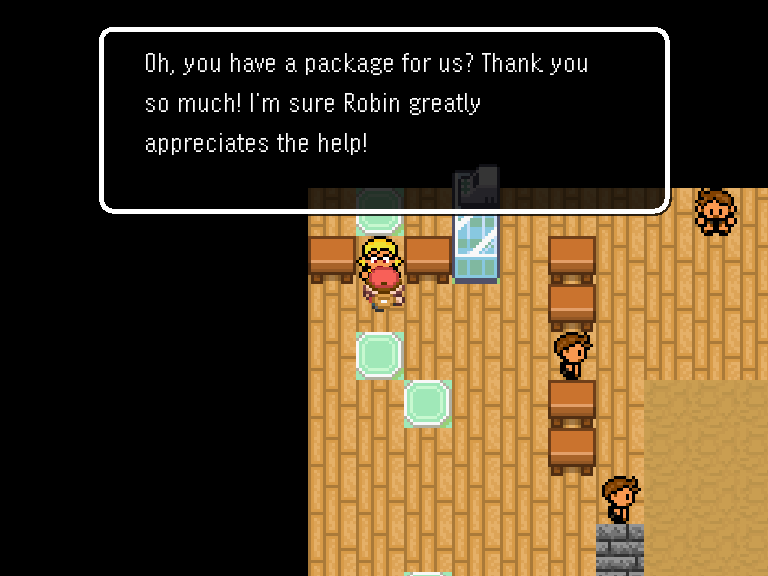 Oh, you have a package for us? Thank you
so much! I'm sure Robin greatly
appreciates the help!